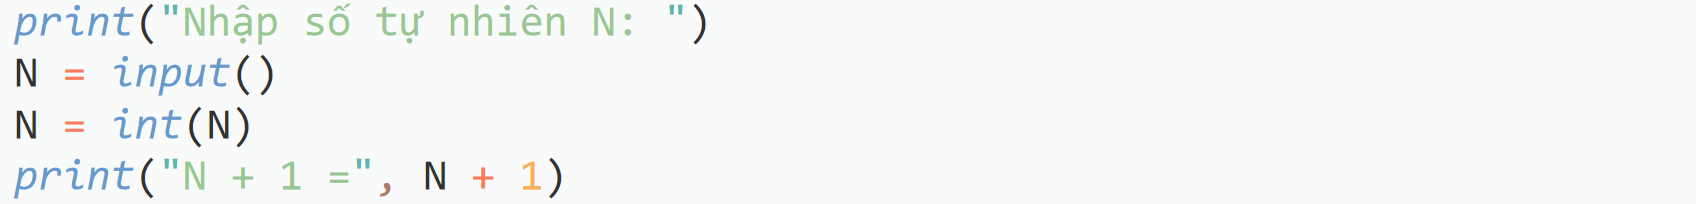 print("Nhập số tự nhiên N: ")
N = input()
N = int(N)
print("N + 1 =", N + 1)